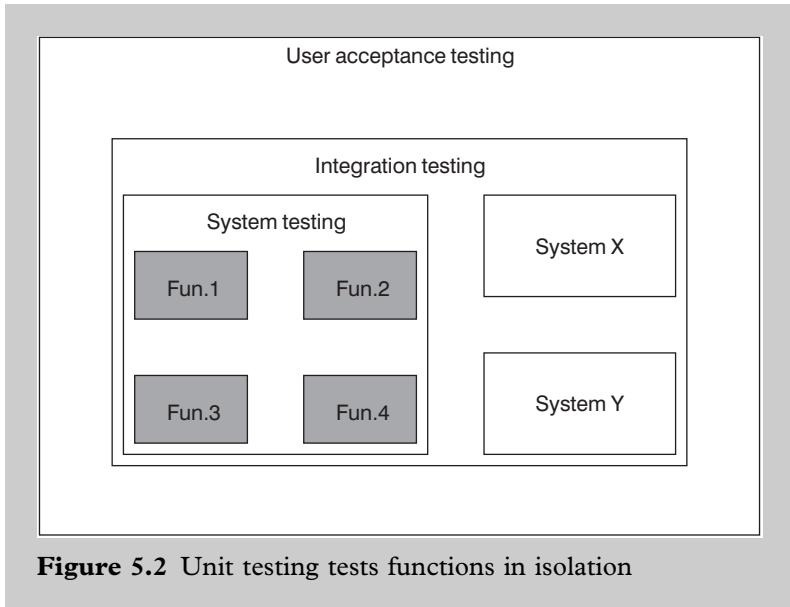 User acceptance testing
Integration testing
System testing
Fun.1
Fun.2
Fun.3
Fun.4
System X
System Y
Figure 5.2 Unit testing tests functions in isolation